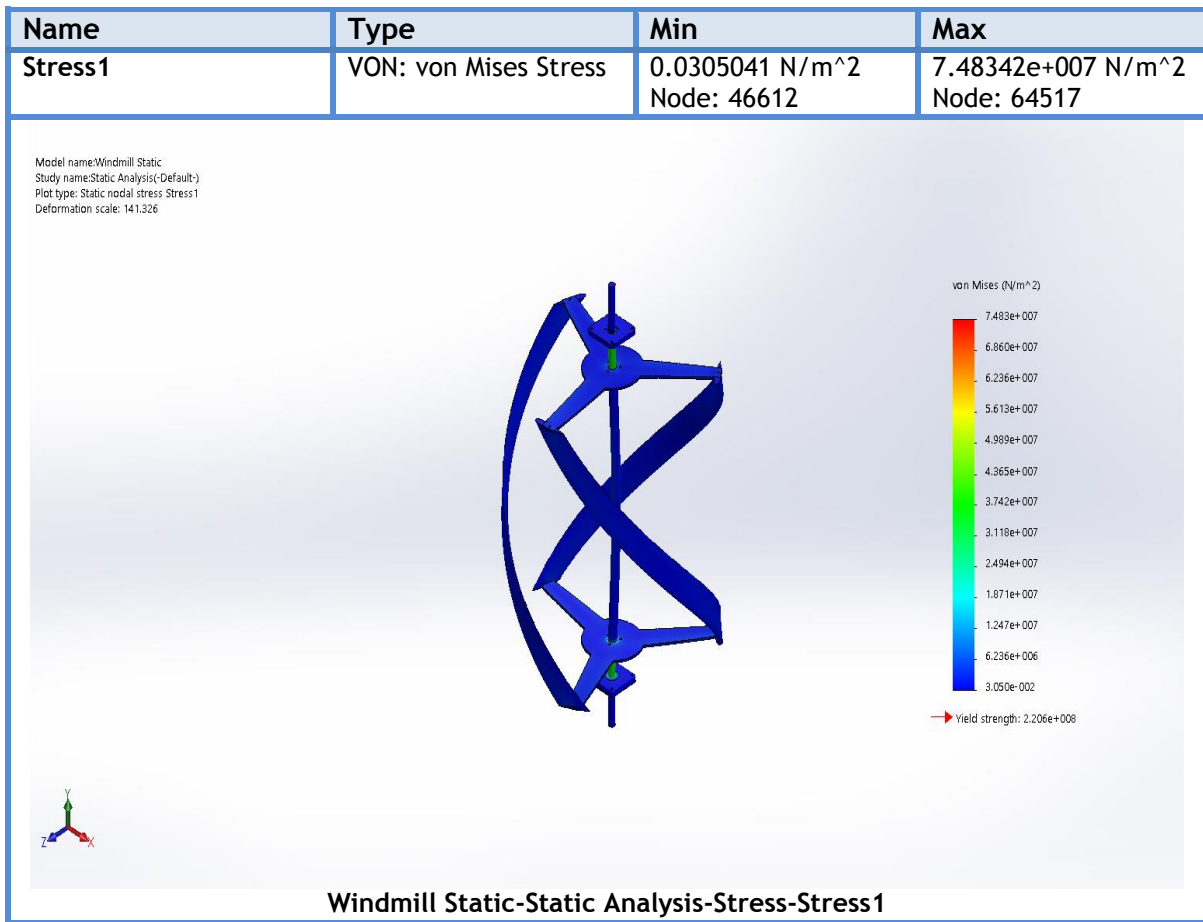 Name Type Min Max
Stress1 VON: von Mises Stress 0.0305041 N/m^2 7.48342e+007 N/m^2
Node: 46612 Node: 64517
Model name:Windmill Static
Study name:Static Analysis(-Default-)
Plot type: Static nodal stress Stress1
Deformation scale: 141.326
von Mises (N/m^2)
7.483e+007
6.860e+007
6.236e+007
5.613e+007
4.989e+007
4.365e+007
3.742e+007
3.118e+007
2.494e+007
1.871e+007
1.247e+007
6.236e+006
3.050e-002
Yield strength: 2.206e+008
Y
Z X
Windmill Static-Static Analysis-Stress-Stress1